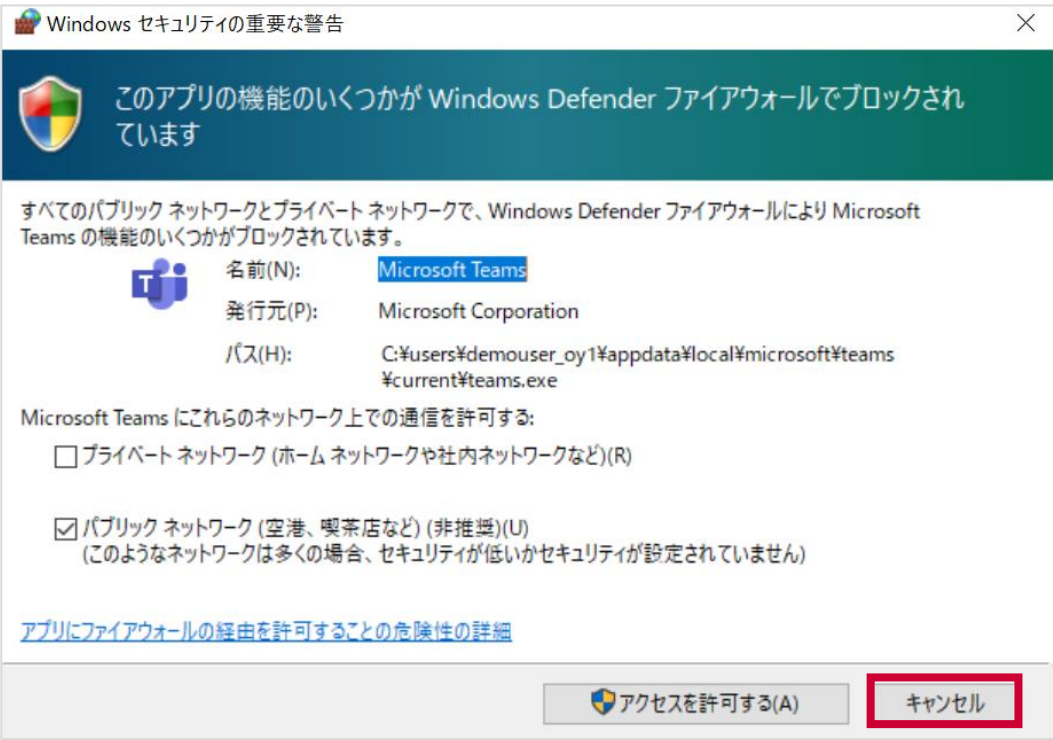 Windows セキュリティの重要な警告
このアプリの機能のいくつかが Windows Defender ファイアウォールでブロックされ
ています
すべてのパブリック ネットワークとプライベート ネットワークで、Windows Defender ファイアウォールにより Microsoft
Teams の機能のいくつかがブロックされています。
名前(N): Microsoft Teams
発行元(P): Microsoft Corporation
パス(H): C:¥users¥demouser_oy1¥appdata¥local¥microsoft¥teams
¥current¥teams.exe
Microsoft Teams にこれらのネットワーク上での通信を許可する:
プライベート ネットワーク (ホーム ネットワークや社内ネットワークなど)(R)
パブリック ネットワーク (空港、喫茶店など) (非推奨)(U)
(このようなネットワークは多くの場合、セキュリティが低いかセキュリティが設定されていません)
アプリにファイアウォールの経由を許可することの危険性の詳細
アクセスを許可する(A) キャンセル